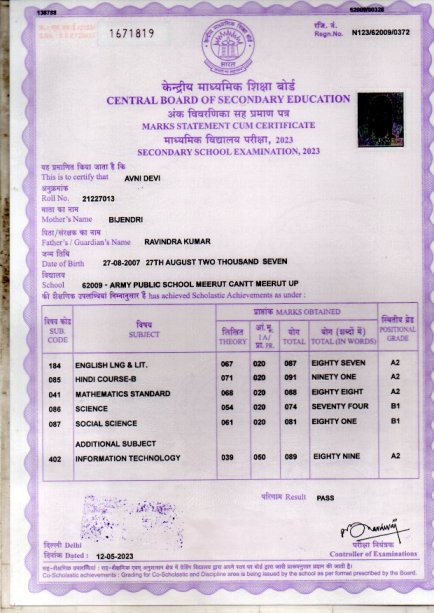 138788
62009/0328
1671819
रजि. नं.
Regn.No. N123/62009/0372
भारत
केन्द्रीय माध्यमिक शिक्षा बोर्ड
CENTRAL BOARD OF SECONDARY EDUCATION
अंक विवरणिका सह प्रमाण पत्र
MARKS STATEMENT CUM CERTIFICATE
माध्यमिक विद्यालय परीक्षा, 2023
SECONDARY SCHOOL EXAMINATION, 2023
यह प्रमाणित किया जाता है कि
This is to certify that AVNI DEVI
अनुक्रमांक
Roll No. 21227013
माता का नाम
Mother's Name BIJENDRI
पिता/संरक्षक का नाम
Father's / Guardian's Name RAVINDRA KUMAR
जन्म तिथि
Date of Birth 27-08-2007 27TH AUGUST TWO THOUSAND SEVEN
विद्यालय
School 62009 - ARMY PUBLIC SCHOOL MEERUT CANTT MEERUT UP
की शैक्षणिक उपलब्धियां निम्नानुसार है has achieved Scholastic Achievements as under :
विषय कोड SUB. CODE
विषय SUBJECT
प्राप्तांक MARKS OBTAINED
स्थितीय ग्रेड POSITIONAL GRADE
लिखित THEORY
आं.मू. IA/ प्रा. PR.
योग TOTAL
योग (शब्दों में) TOTAL (IN WORDS)
184 ENGLISH LNG & LIT. 067 020 087 EIGHTY SEVEN A2
085 HINDI COURSE-B 071 020 091 NINETY ONE A2
041 MATHEMATICS STANDARD 068 020 088 EIGHTY EIGHT A2
086 SCIENCE 054 020 074 SEVENTY FOUR B1
087 SOCIAL SCIENCE 061 020 081 EIGHTY ONE B1
ADDITIONAL SUBJECT
402 INFORMATION TECHNOLOGY 039 050 089 EIGHTY NINE A2
परिणाम Result PASS
दिल्ली Delhi
दिनांक Dated : 12-05-2023
परीक्षा नियंत्रक
Controller of Examinations
Co-Scholastic achievements : Grading for Co-Scholastic and Discipline area is being issued by the school as per format prescribed by the Board.